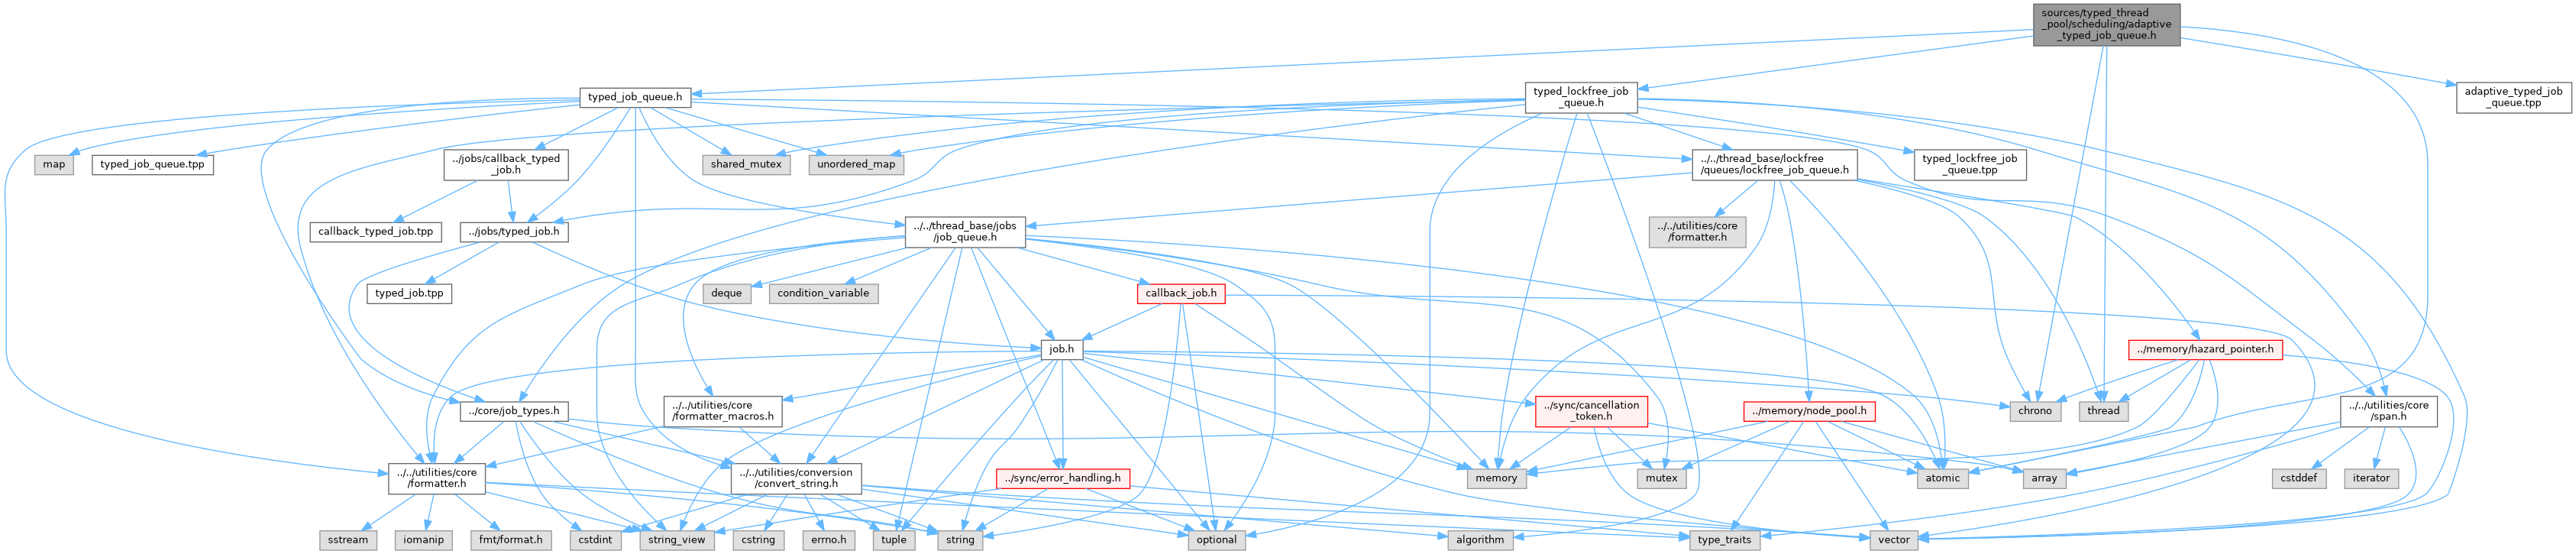 sources/typed_thread
_pool/scheduling/adaptive
_typed_job_queue.h
typed_job_queue.h
typed_lockfree_job
_queue.h
adaptive_typed_job
_queue.tpp
map
typed_job_queue.tpp
../jobs/callback_typed
_job.h
shared_mutex
unordered_map
../../thread_base/lockfree
/queues/lockfree_job_queue.h
typed_lockfree_job
_queue.tpp
callback_typed_job.tpp
../jobs/typed_job.h
../../thread_base/jobs
/job_queue.h
../../utilities/core
/formatter.h
typed_job.tpp
deque
condition_variable
callback_job.h
job.h
../memory/hazard_pointer.h
../core/job_types.h
../../utilities/core
/formatter_macros.h
../sync/cancellation
_token.h
../memory/node_pool.h
chrono
thread
../../utilities/core
/span.h
../../utilities/core
/formatter.h
../../utilities/conversion
/convert_string.h
../sync/error_handling.h
memory
mutex
atomic
array
cstddef
iterator
sstream
iomanip
fmt/format.h
cstdint
string_view
cstring
errno.h
tuple
string
optional
algorithm
type_traits
vector